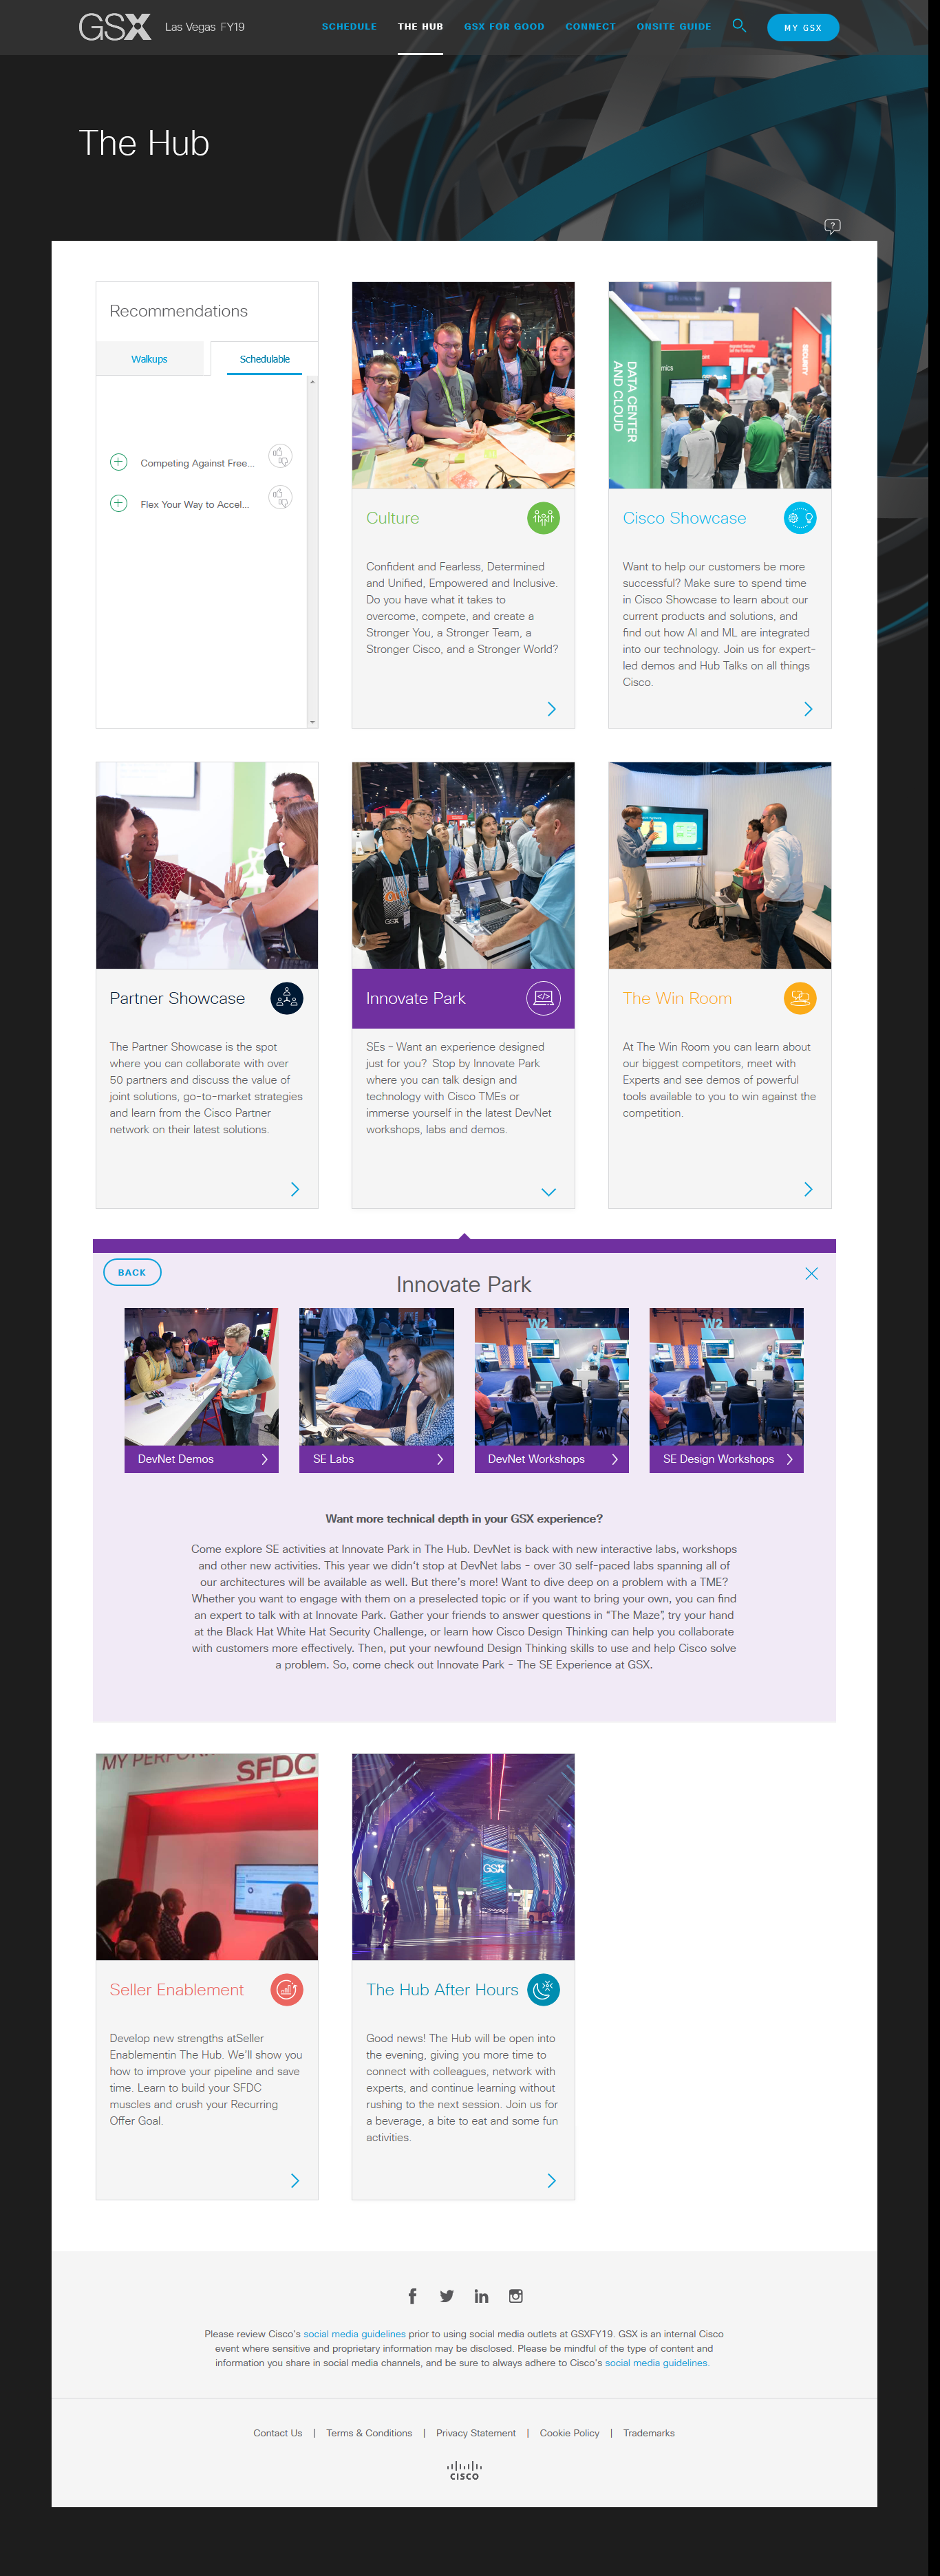 GSX Las Vegas FY19
SCHEDULE THE HUB GSX FOR GOOD CONNECT ONSITE GUIDE MY GSX
The Hub
?
Recommendations
Walkups Schedulable
Competing Against Free...
Flex Your Way to Accel...
Culture
Confident and Fearless, Determined
and Unified, Empowered and Inclusive.
Do you have what it takes to
overcome, compete, and create a
Stronger You, a Stronger Team, a
Stronger Cisco, and a Stronger World?
DATA CENTER
AND CLOUD
SECURITY
Cisco Showcase
Want to help our customers be more
successful? Make sure to spend time
in Cisco Showcase to learn about our
current products and solutions, and
find out how AI and ML are integrated
into our technology. Join us for expert-
led demos and Hub Talks on all things
Cisco.
Partner Showcase
The Partner Showcase is the spot
where you can collaborate with over
50 partners and discuss the value of
joint solutions, go-to-market strategies
and learn from the Cisco Partner
network on their latest solutions.
GSX
Innovate Park
SEs - Want an experience designed
just for you? Stop by Innovate Park
where you can talk design and
technology with Cisco TMEs or
immerse yourself in the latest DevNet
workshops, labs and demos.
The Win Room
At The Win Room you can learn about
our biggest competitors, meet with
Experts and see demos of powerful
tools available to you to win against the
competition.
BACK
Innovate Park
W2
W2
DevNet Demos
SE Labs
DevNet Workshops
SE Design Workshops
Want more technical depth in your GSX experience?
Come explore SE activities at Innovate Park in The Hub. DevNet is back with new interactive labs, workshops
and other new activities. This year we didn't stop at DevNet labs - over 30 self-paced labs spanning all of
our architectures will be available as well. But there's more! Want to dive deep on a problem with a TME?
Whether you want to engage with them on a preselected topic or if you want to bring your own, you can find
an expert to talk with at Innovate Park. Gather your friends to answer questions in “The Maze”, try your hand
at the Black Hat White Hat Security Challenge, or learn how Cisco Design Thinking can help you collaborate
with customers more effectively. Then, put your newfound Design Thinking skills to use and help Cisco solve
a problem. So, come check out Innovate Park - The SE Experience at GSX.
MY PERFOR
SFDC
Seller Enablement
Develop new strengths atSeller
Enablementin The Hub. We'll show you
how to improve your pipeline and save
time. Learn to build your SFDC
muscles and crush your Recurring
Offer Goal.
GSX
The Hub After Hours
Good news! The Hub will be open into
the evening, giving you more time to
connect with colleagues, network with
experts, and continue learning without
rushing to the next session. Join us for
a beverage, a bite to eat and some fun
activities.
Please review Cisco's social media guidelines prior to using social media outlets at GSXFY19. GSX is an internal Cisco
event where sensitive and proprietary information may be disclosed. Please be mindful of the type of content and
information you share in social media channels, and be sure to always adhere to Cisco's social media guidelines.
Contact Us | Terms & Conditions | Privacy Statement | Cookie Policy | Trademarks
CISCO